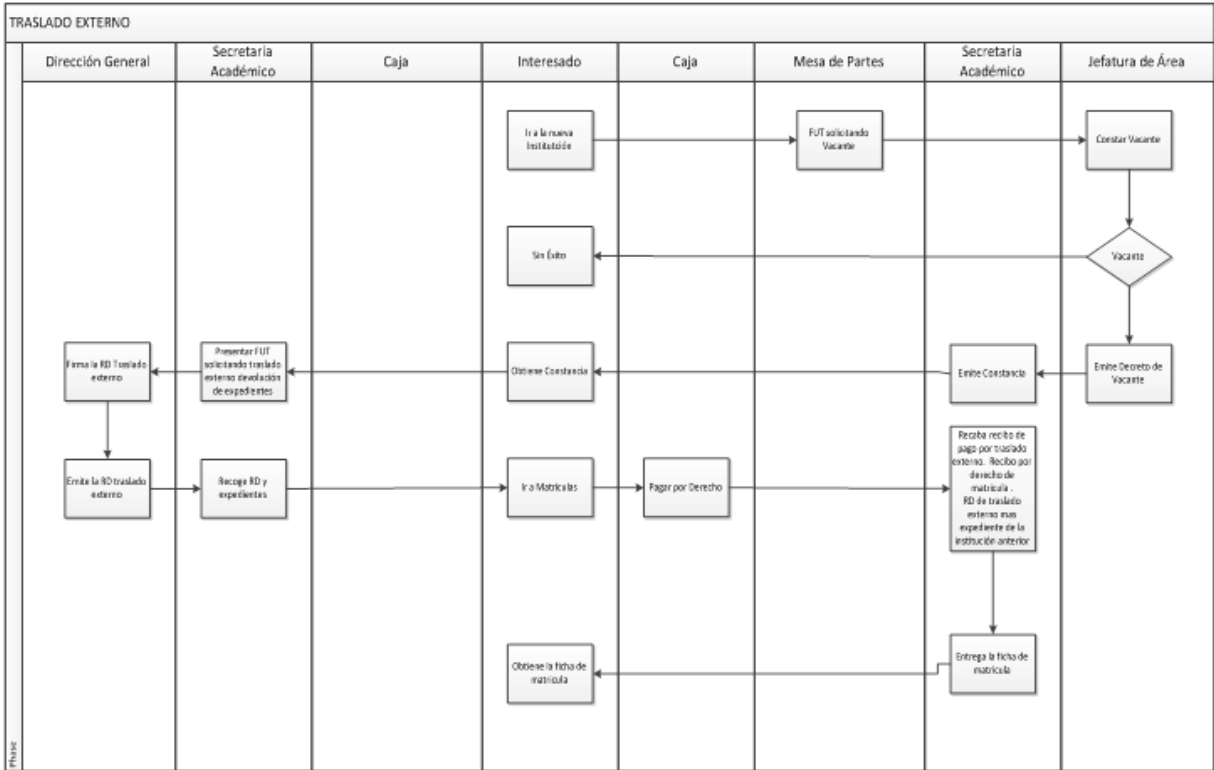 TRASLADO EXTERNO
Dirección General
Secretaria
Académico
Caja
Interesado
Caja
Mesa de Partes
Secretaria
Académico
Jefatura de Área
Ir a la nueva
Institución
FUT solicitando
Vacante
Constar Vacante
Sin Éxito
Vacante
Firma la RD Traslado
externo
Presentar FUT
solicitando traslado
externo devolución
de expedientes
Obtiene Constancia
Emite Constancia
Emite Decreto de
Vacante
Emite la RD traslado
externo
Recoge RD y
expedientes
Ir a Matriculas
Pagar por Derecho
Recaba recibo de
pago por traslado
externo. Recibo por
derecho de
matricula .
RD de traslado
externo mas
expediente de la
institución anterior
Obtiene la ficha de
matricula
Entrega la ficha de
matrícula
Phase